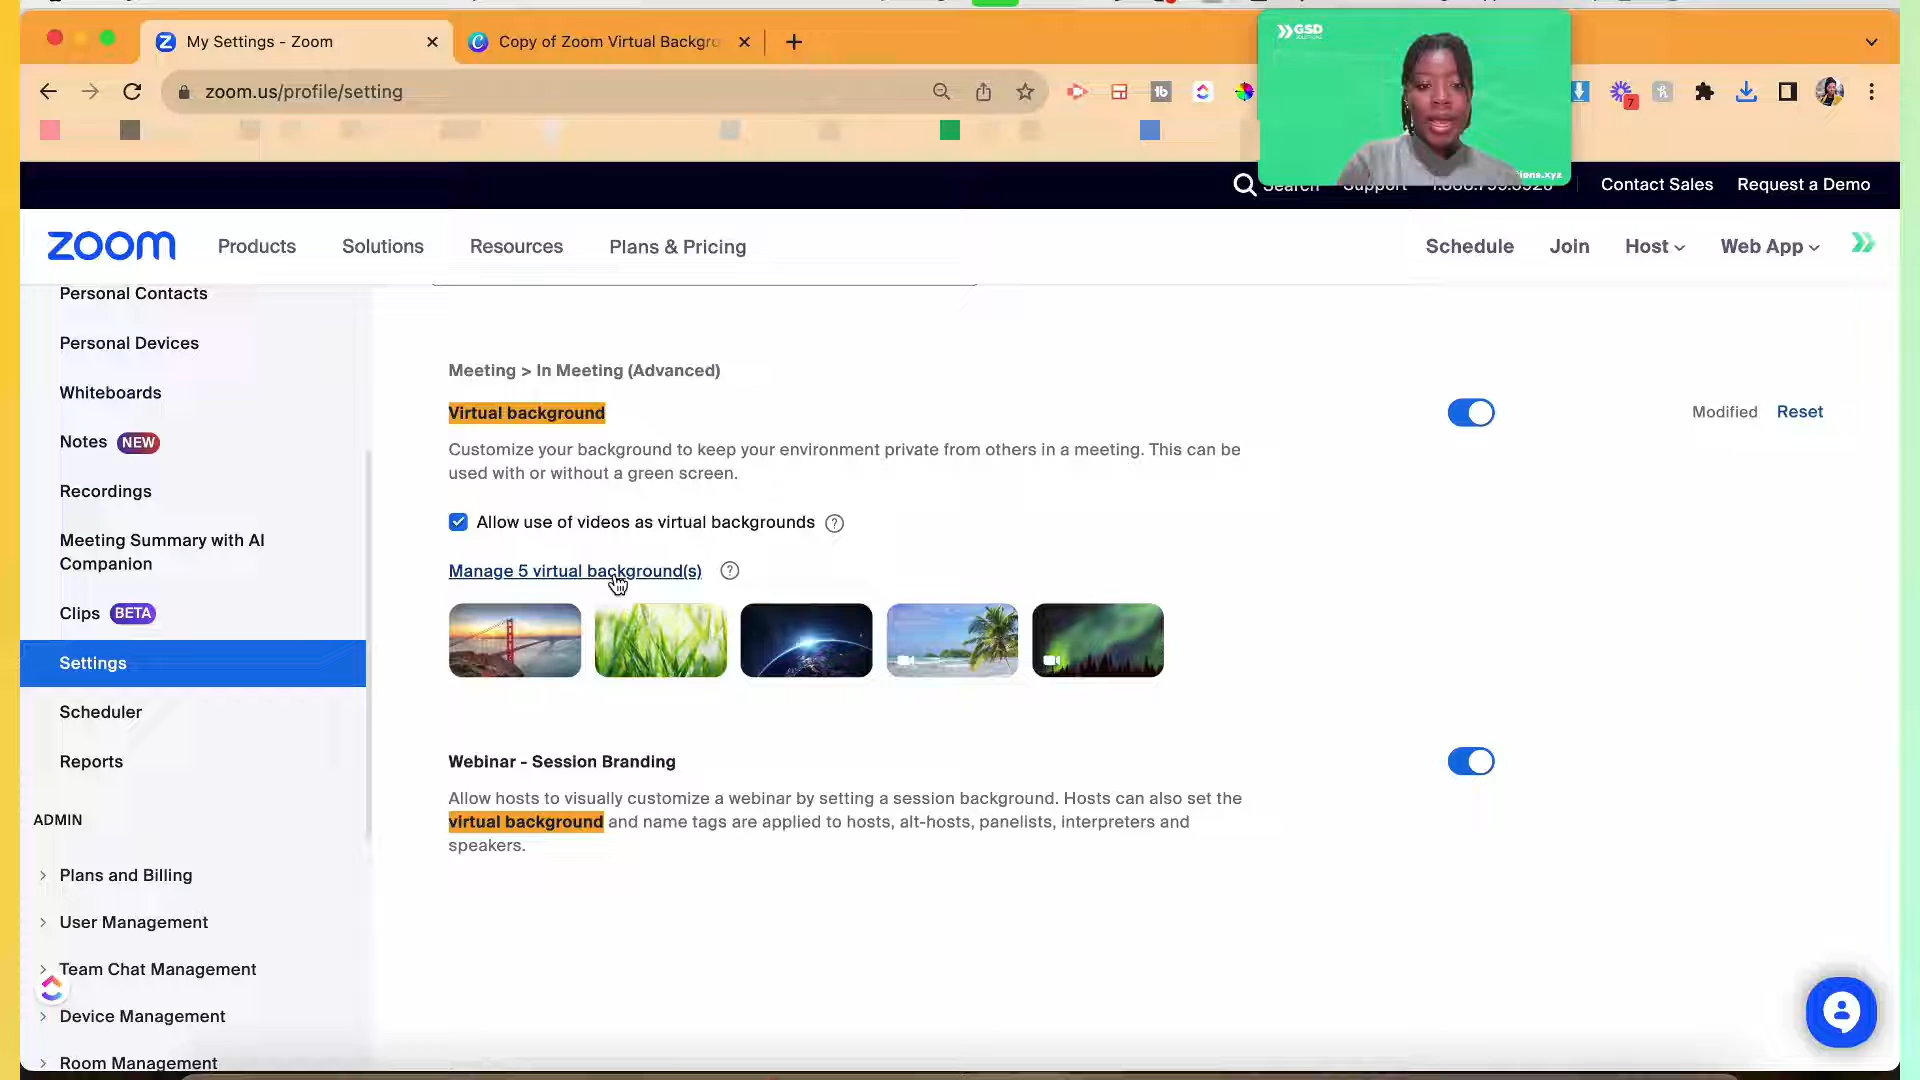 My Settings - Zoom
Copy of Zoom Virtual Backgro
GSD
zoom.us/profile/setting
7
ions.xyz
Search
Support
Contact Sales
Request a Demo
zoom
Products
Solutions
Resources
Plans & Pricing
Schedule
Join
Host
Web App
Personal Contacts
Personal Devices
Whiteboards
Notes NEW
Recordings
Meeting Summary with AI
Companion
Clips BETA
Settings
Scheduler
Reports
ADMIN
Plans and Billing
User Management
Team Chat Management
Device Management
Room Management
Meeting > In Meeting (Advanced)
Virtual background
Modified
Reset
Customize your background to keep your environment private from others in a meeting. This can be
used with or without a green screen.
Allow use of videos as virtual backgrounds
Manage 5 virtual background(s)
Webinar - Session Branding
Allow hosts to visually customize a webinar by setting a session background. Hosts can also set the
virtual background and name tags are applied to hosts, alt-hosts, panelists, interpreters and
speakers.